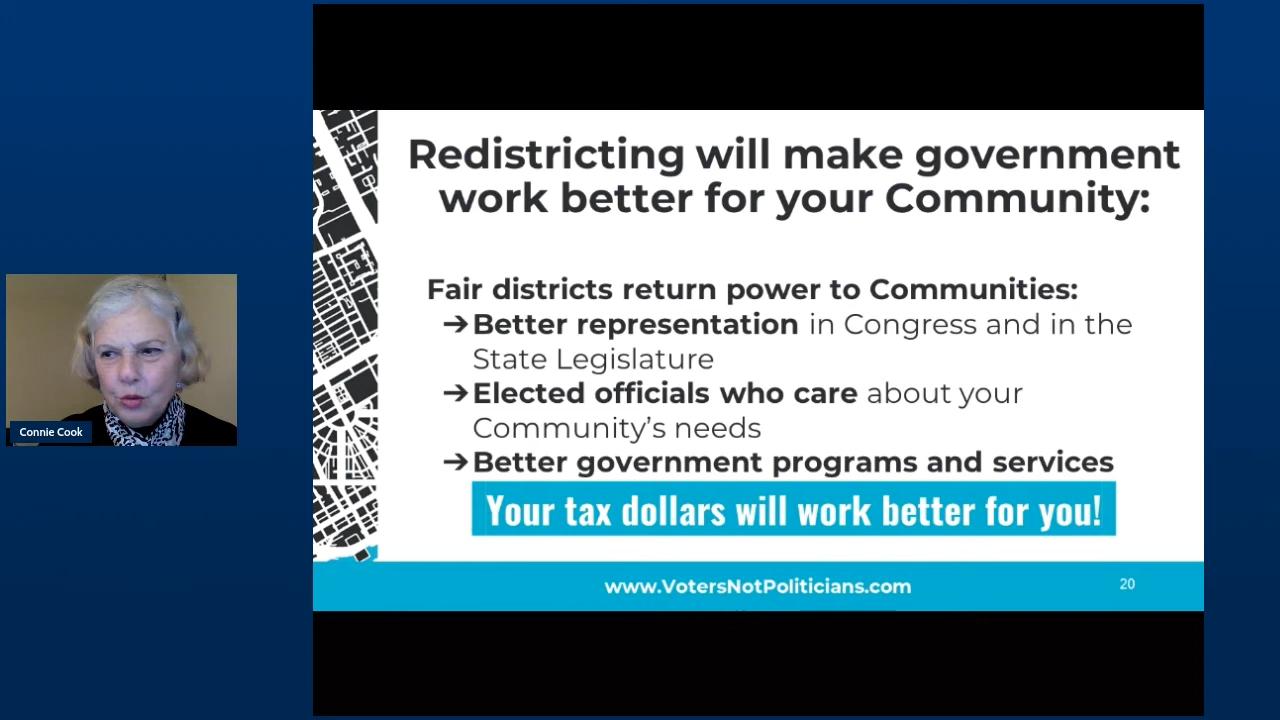 Redistricting will make government
work better for your Community:
Fair districts return power to Communities:
➔Better representation in Congress and in the
State Legislature
➔Elected officials who care about your
Community’s needs
➔Better government programs and services
Your tax dollars will work better for you!
www.VotersNotPoliticians.com
20
Connie Cook